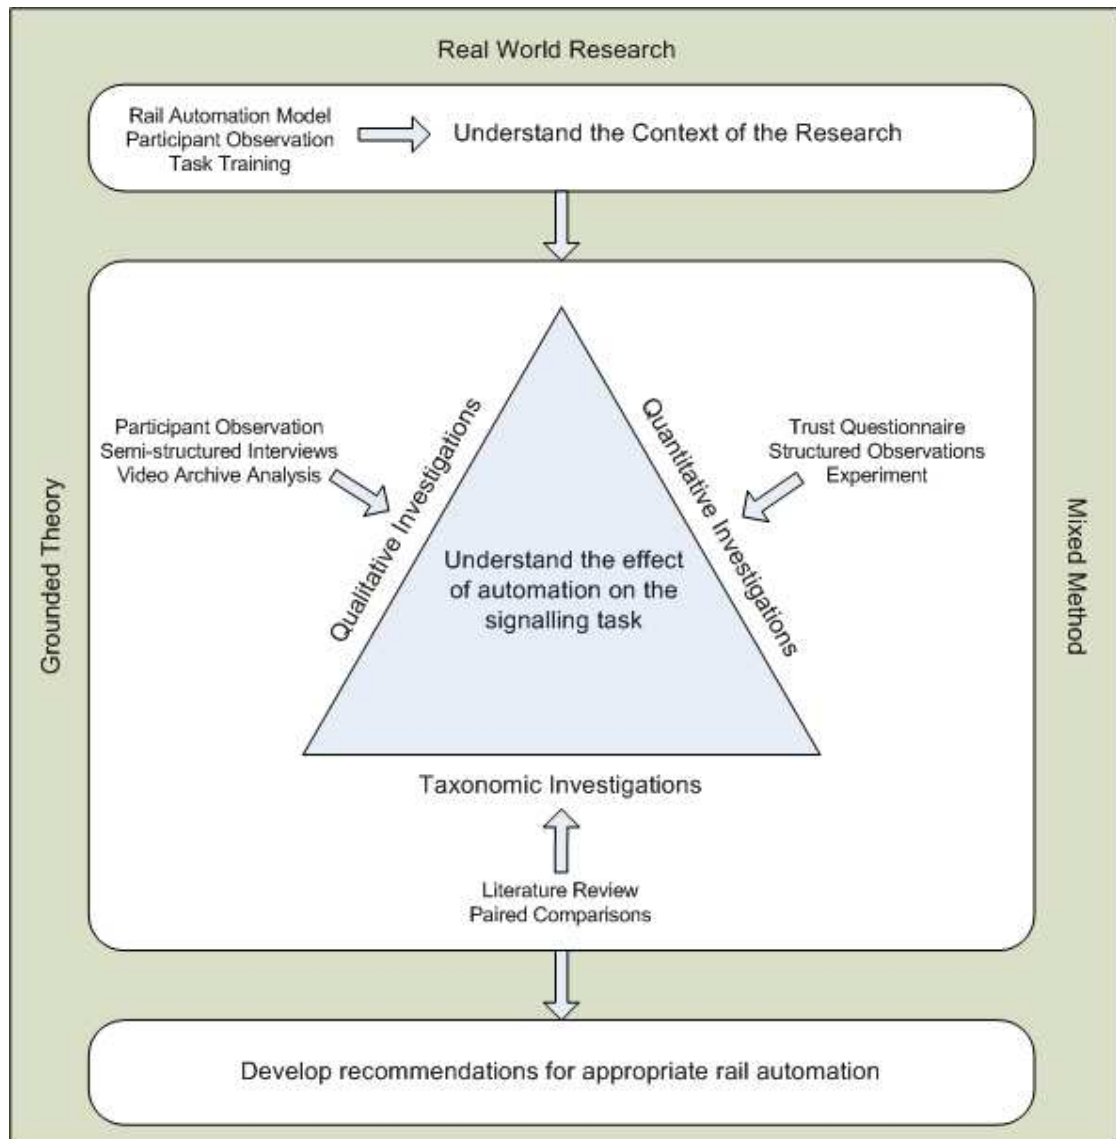 Real World Research
Rail Automation Model
Participant Observation
Task Training
Understand the Context of the Research
Grounded Theory
Participant Observation
Semi-structured Interviews
Video Archive Analysis
Qualitative Investigations
Understand the effect
of automation on the
signalling task
Quantitative Investigations
Trust Questionnaire
Structured Observations
Experiment
Mixed Method
Taxonomic Investigations
Literature Review
Paired Comparisons
Develop recommendations for appropriate rail automation